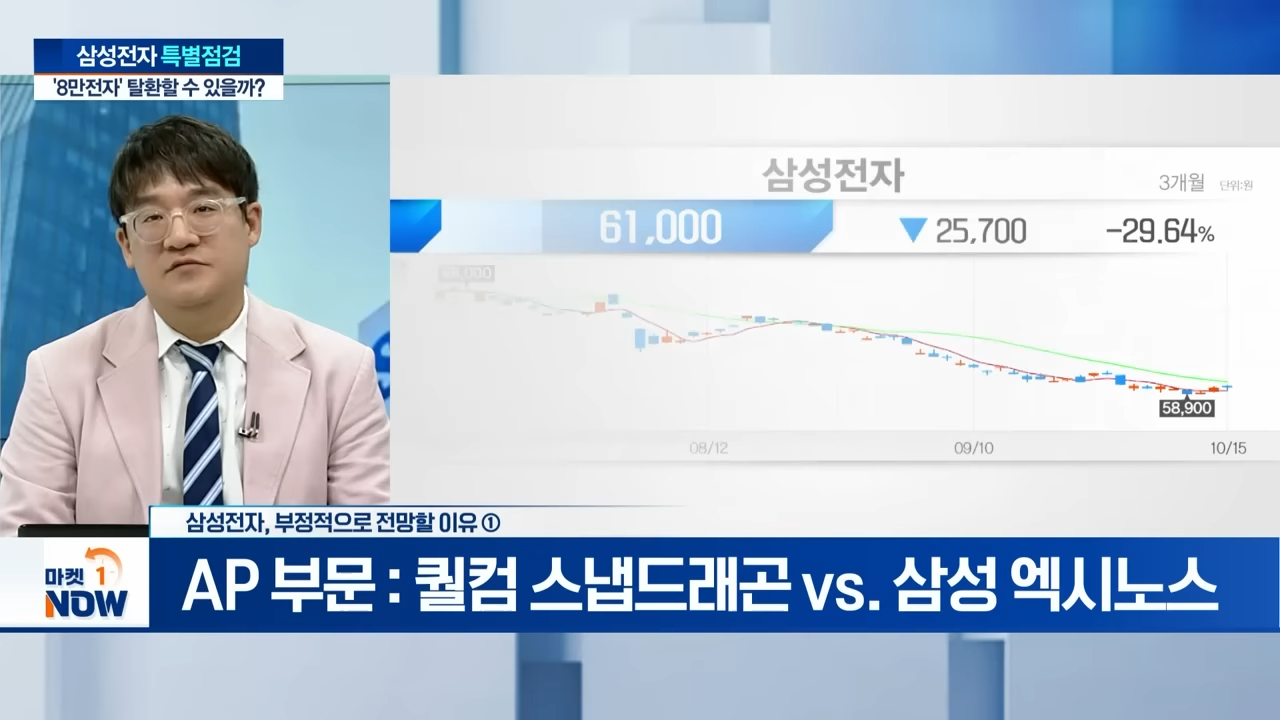 삼성전자 특별점검
'8만전자' 탈환할 수 있을까?
삼성전자
3개월 단위:원
61,000 ▼ 25,700 -29.64%
58,900
08/12 09/10 10/15
삼성전자, 부정적으로 전망할 이유 ①
마켓 1
NOW
AP 부문 : 퀄컴 스냅드래곤 vs. 삼성 엑시노스